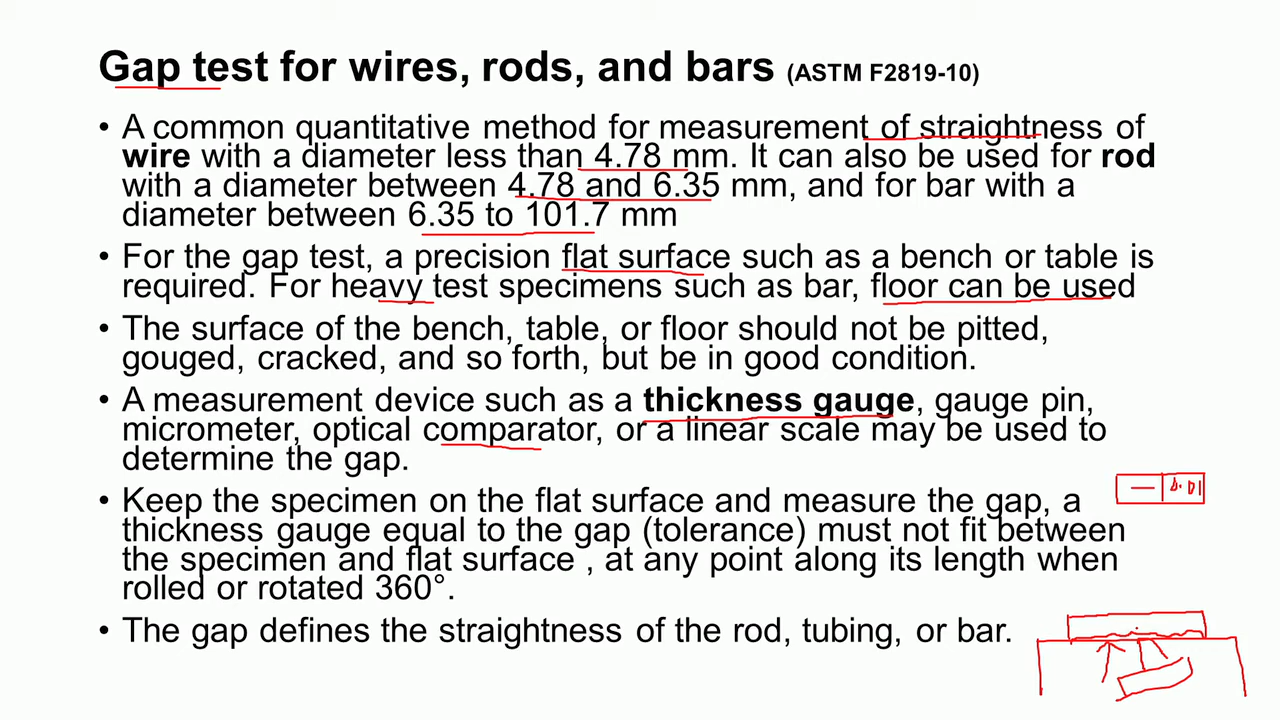 Gap test for wires, rods, and bars (ASTM F2819-10)
• A common quantitative method for measurement of straightness of
wire with a diameter less than 4.78 mm. It can also be used for rod
with a diameter between 4.78 and 6.35 mm, and for bar with a
diameter between 6.35 to 101.7 mm
• For the gap test, a precision flat surface such as a bench or table is
required. For heavy test specimens such as bar, floor can be used
• The surface of the bench, table, or floor should not be pitted,
gouged, cracked, and so forth, but be in good condition.
• A measurement device such as a thickness gauge, gauge pin,
micrometer, optical comparator, or a linear scale may be used to
determine the gap.
• Keep the specimen on the flat surface and measure the gap, a
thickness gauge equal to the gap (tolerance) must not fit between
the specimen and flat surface , at any point along its length when
rolled or rotated 360°.
• The gap defines the straightness of the rod, tubing, or bar.
— 0.01